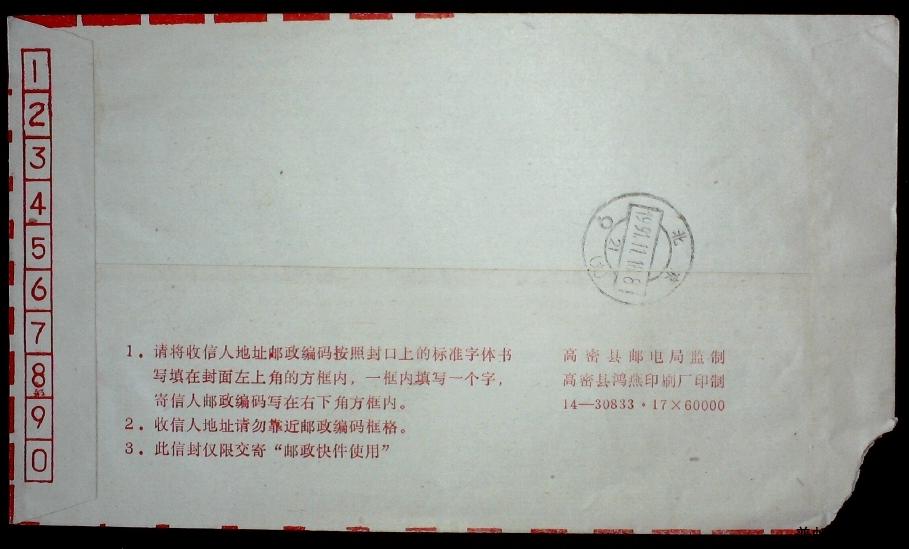 1
2
3
4
5
6
7
8
9
0
北京
1991.11.18
21
1. 请将收信人地址邮政编码按照封口上的标准字体书
写填在封面左上角的方框内，一框内填写一个字，
寄信人邮政编码写在右下角方框内。
2. 收信人地址请勿靠近邮政编码框格。
3. 此信封仅限交寄“邮政快件使用”
高密县邮电局监制
高密县鸿燕印刷厂印制
14—30833·17×60000